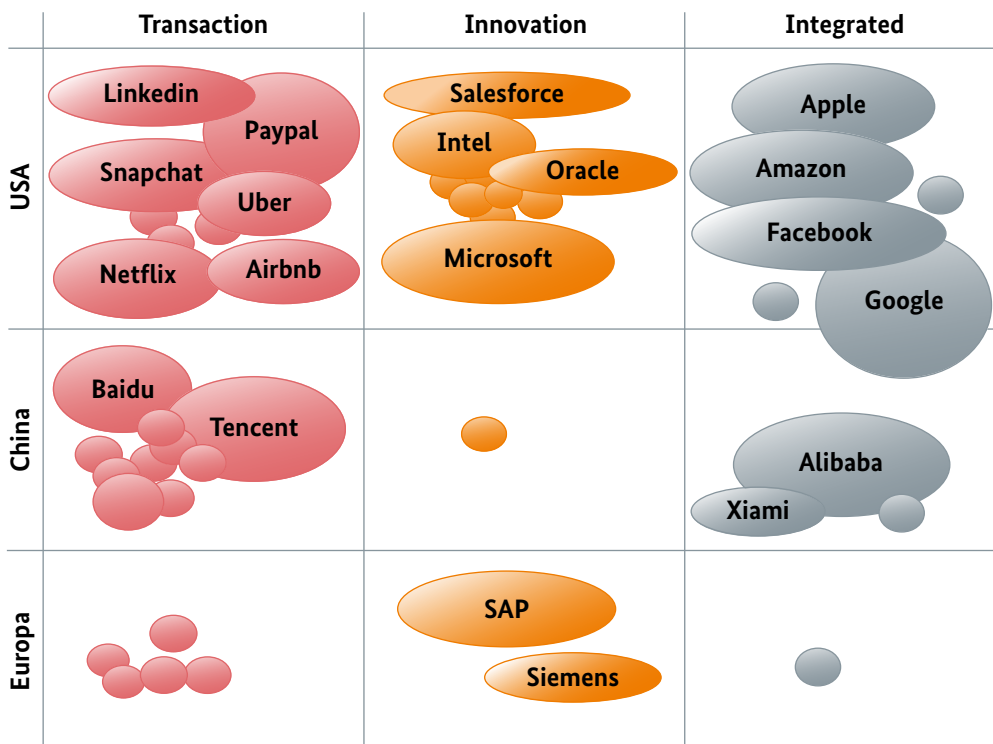 Transaction
Innovation
Integrated
USA
Linkedin
Paypal
Snapchat
Uber
Netflix
Airbnb
Salesforce
Intel
Oracle
Microsoft
Apple
Amazon
Facebook
Google
China
Baidu
Tencent
Alibaba
Xiami
Europa
SAP
Siemens